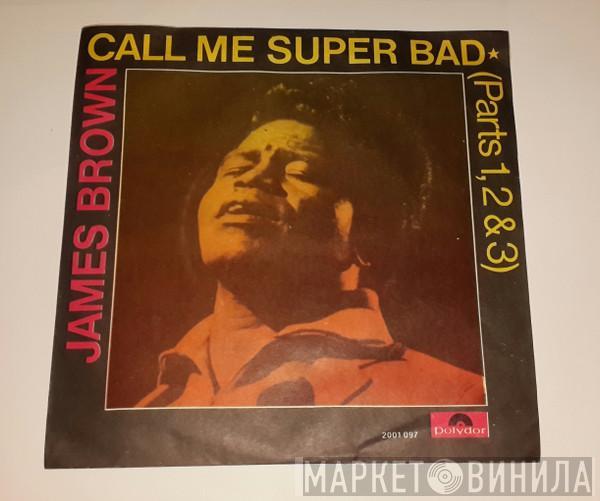 CALL ME SUPER BAD*
(Parts 1, 2 & 3)
JAMES BROWN
2001 097
Polydor
МАРКЕТ ВИНИЛА